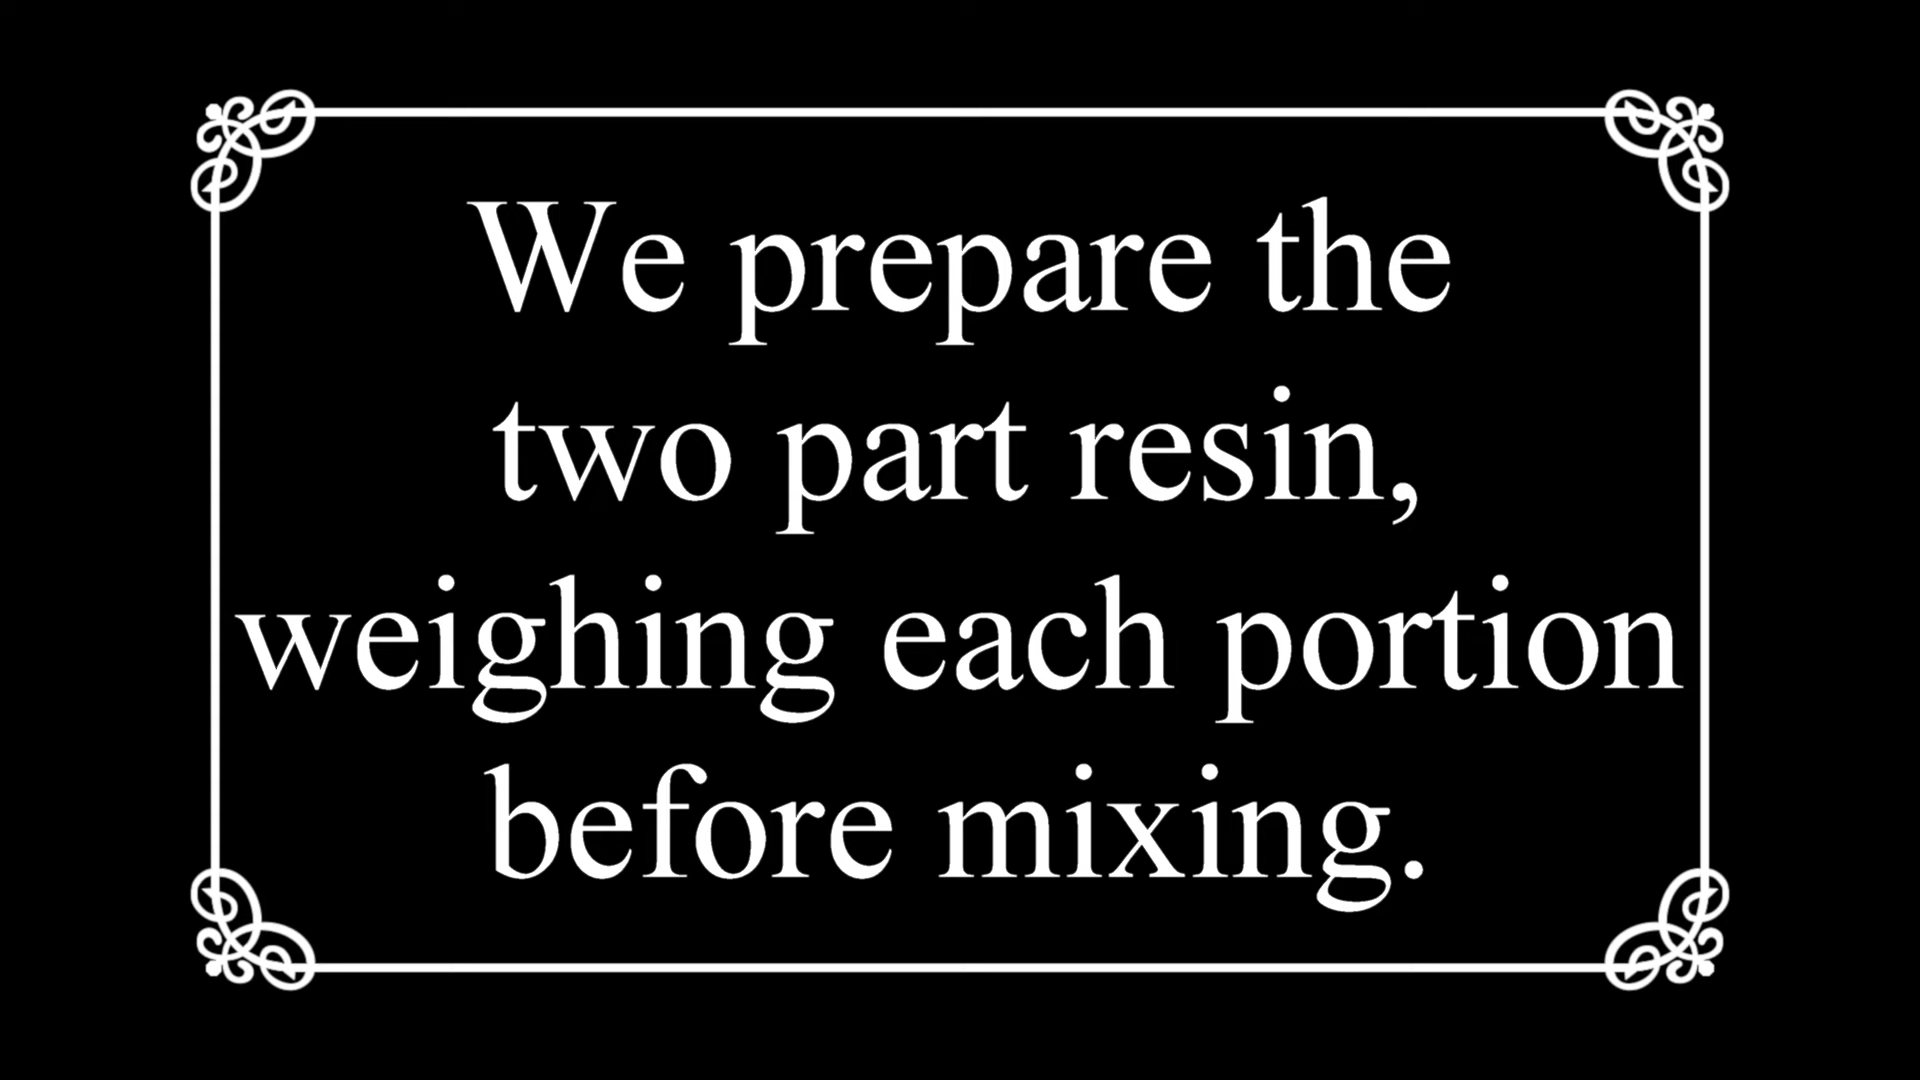 We prepare the
two part resin,
weighing each portion
before mixing.